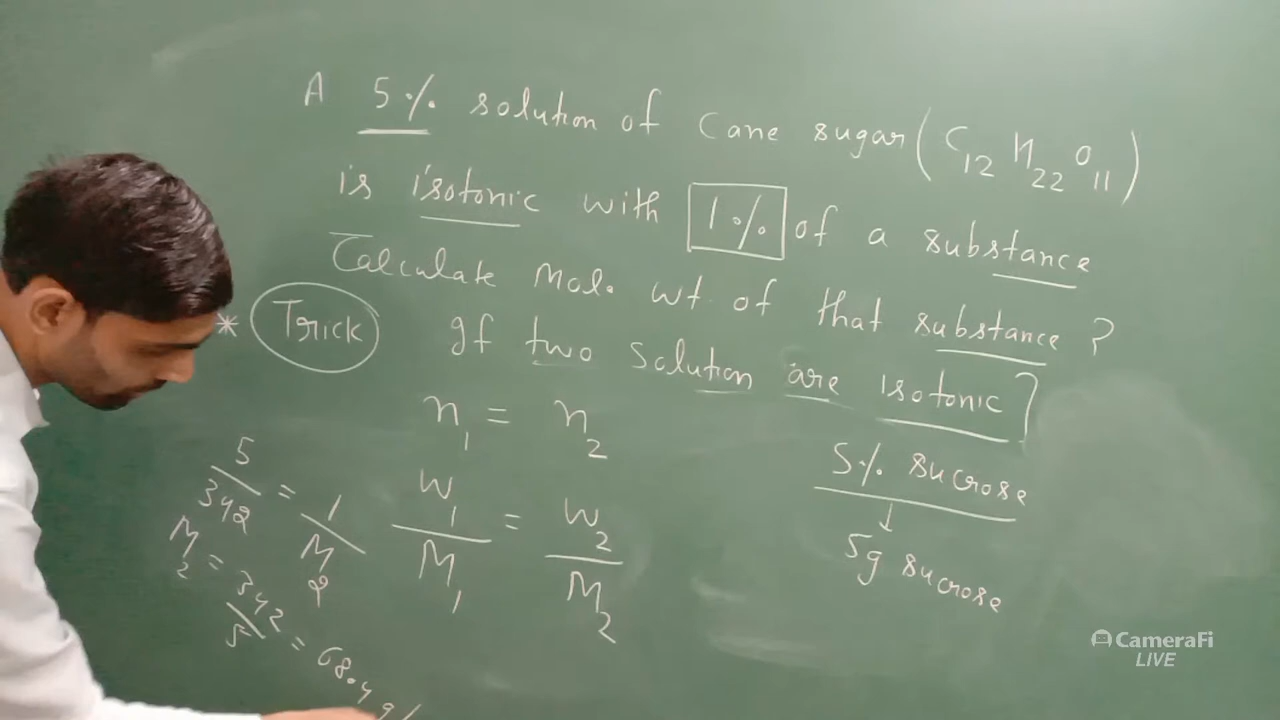 A 5% solution of Cane sugar (C12 H22 O11)
is isotonic with 1% of a substance
Calculate Mol. wt. of that substance ?
* Trick If two solution are isotonic
n1 = n2
W1/M1 = W2/M2
5/342 = 1/M2
M2 = 342/5 = 68.4 g/
5% sucrose
↓
5g sucrose
CameraFi
LIVE